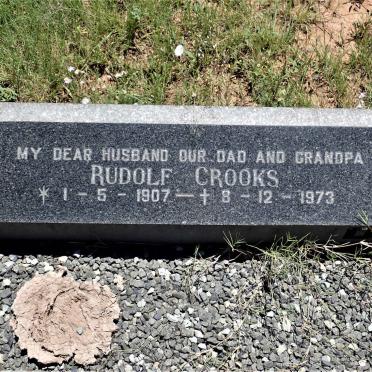 MY DEAR HUSBAND OUR DAD AND GRANDPA
RUDOLF CROOKS
* 1 - 5 - 1907 — † 8 - 12 - 1973